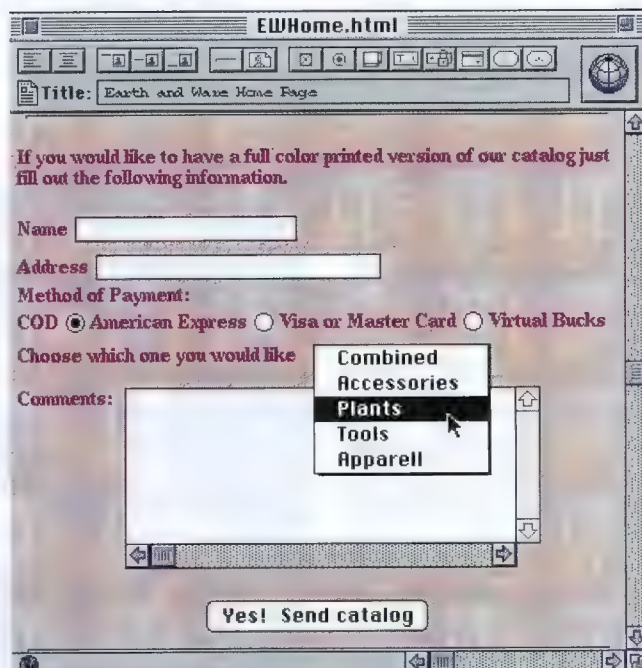 EWHome.html
Title: Earth and Ware Home Page
If you would like to have a full color printed version of our catalog just
fill out the following information.
Name
Address
Method of Payment:
COD American Express Visa or Master Card Virtual Bucks
Choose which one you would like
Combined
Accessories
Plants
Tools
Apparell
Comments:
Yes! Send catalog